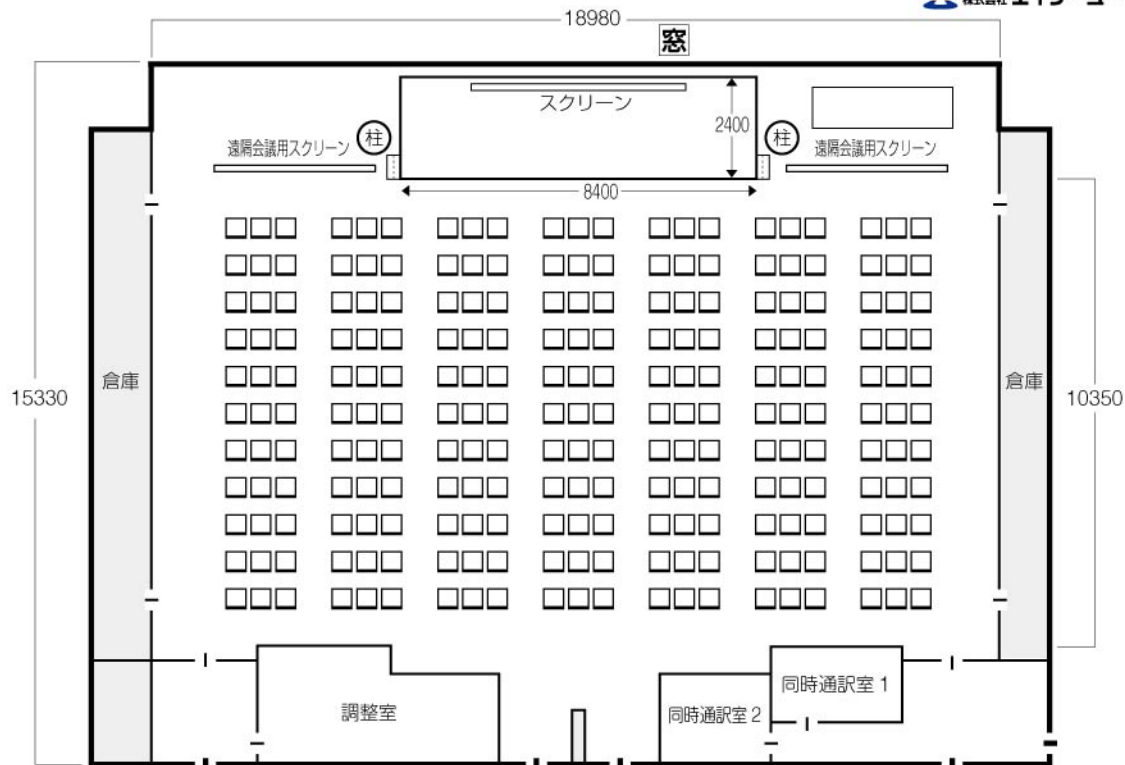 18980
窓
スクリーン
2400
柱
柱
遠隔会議用スクリーン
遠隔会議用スクリーン
8400
倉庫
倉庫
15330
10350
調整室
同時通訳室1
同時通訳室2